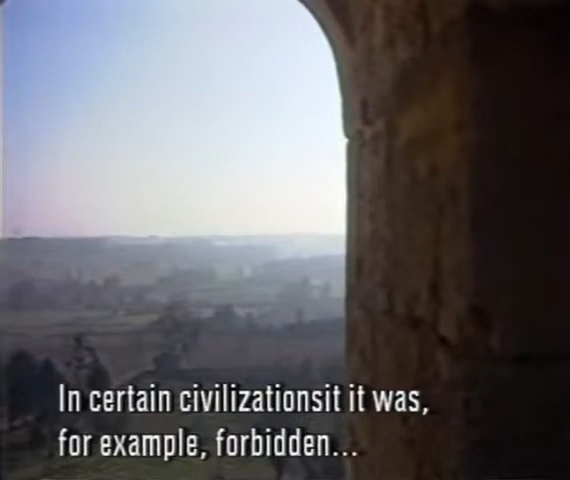 In certain civilizationsit it was,
for example, forbidden...